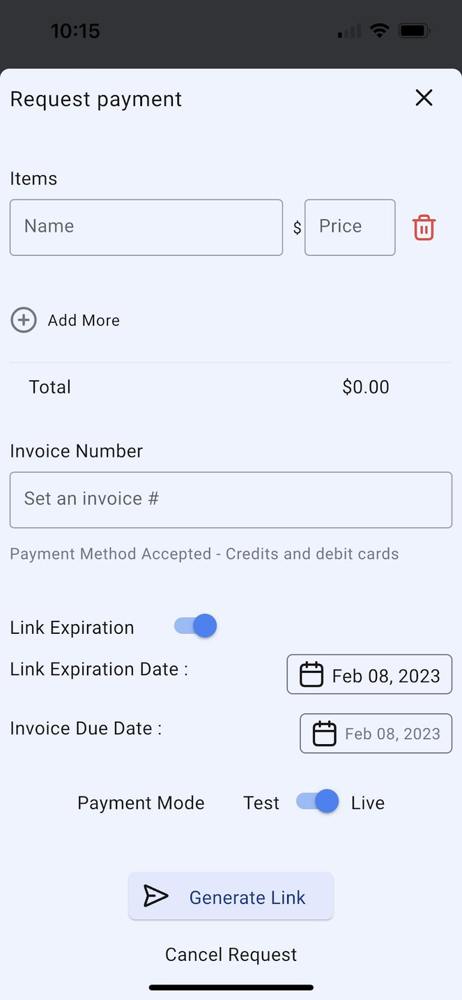 10:15
Request payment
Items
Name $ Price
Add More
Total $0.00
Invoice Number
Set an invoice #
Payment Method Accepted - Credits and debit cards
Link Expiration
Link Expiration Date : Feb 08, 2023
Invoice Due Date : Feb 08, 2023
Payment Mode Test Live
Generate Link
Cancel Request